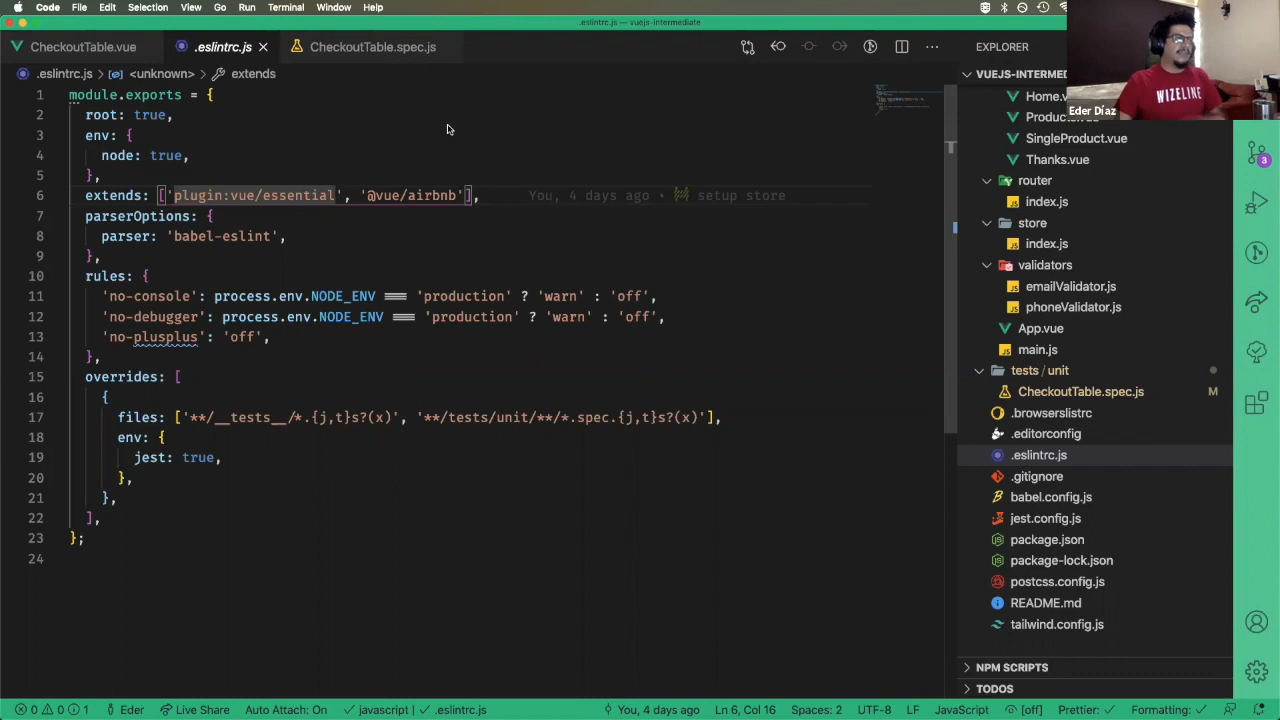 Code File Edit Selection View Go Run Terminal Window Help
.eslintrc.js — vuejs-intermediate
CheckoutTable.vue
.eslintrc.js
CheckoutTable.spec.js
.eslintrc.js > <unknown> > extends
1 module.exports = {
2 root: true,
3 env: {
4 node: true,
5 },
6 extends: ['plugin:vue/essential', '@vue/airbnb'], You, 4 days ago • 🚧 setup store
7 parserOptions: {
8 parser: 'babel-eslint',
9 },
10 rules: {
11 'no-console': process.env.NODE_ENV === 'production' ? 'warn' : 'off',
12 'no-debugger': process.env.NODE_ENV === 'production' ? 'warn' : 'off',
13 'no-plusplus': 'off',
14 },
15 overrides: [
16 {
17 files: ['**/__tests__/*.{j,t}s?(x)', '**/tests/unit/**/*.spec.{j,t}s?(x)'],
18 env: {
19 jest: true,
20 },
21 },
22 ],
23 };
24
EXPLORER
VUEJS-INTERMED
Home.v
Product
SingleProduct.vue
Thanks.vue
router
index.js
store
index.js
validators
emailValidator.js
phoneValidator.js
App.vue
main.js
tests / unit
CheckoutTable.spec.js M
.browserslistrc
.editorconfig
.eslintrc.js
.gitignore
babel.config.js
jest.config.js
package.json
package-lock.json
postcss.config.js
README.md
tailwind.config.js
NPM SCRIPTS
TODOS
WIZELINE
Eder Díaz
3
0 0 1 Eder Live Share Auto Attach: On javascript | ✓ .eslintrc.js You, 4 days ago Ln 6, Col 16 Spaces: 2 UTF-8 LF JavaScript [off] Prettier: ✓ Formatting: ✓